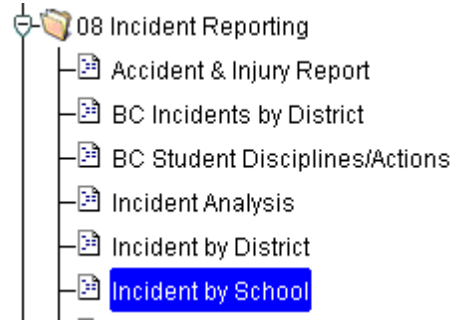 08 Incident Reporting
Accident & Injury Report
BC Incidents by District
BC Student Disciplines/Actions
Incident Analysis
Incident by District
Incident by School